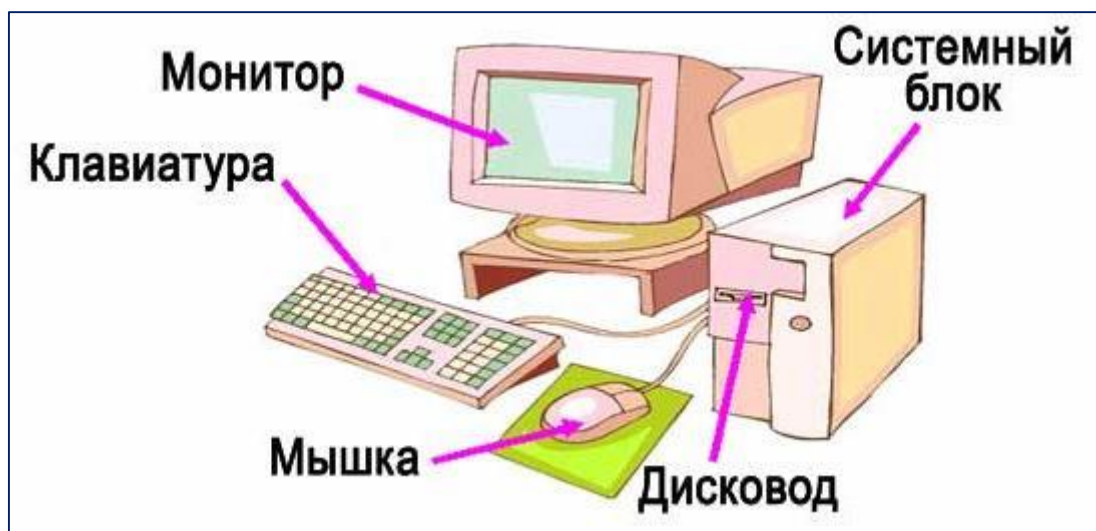 Монитор
Системный
блок
Клавиатура
Мышка
Дисковод